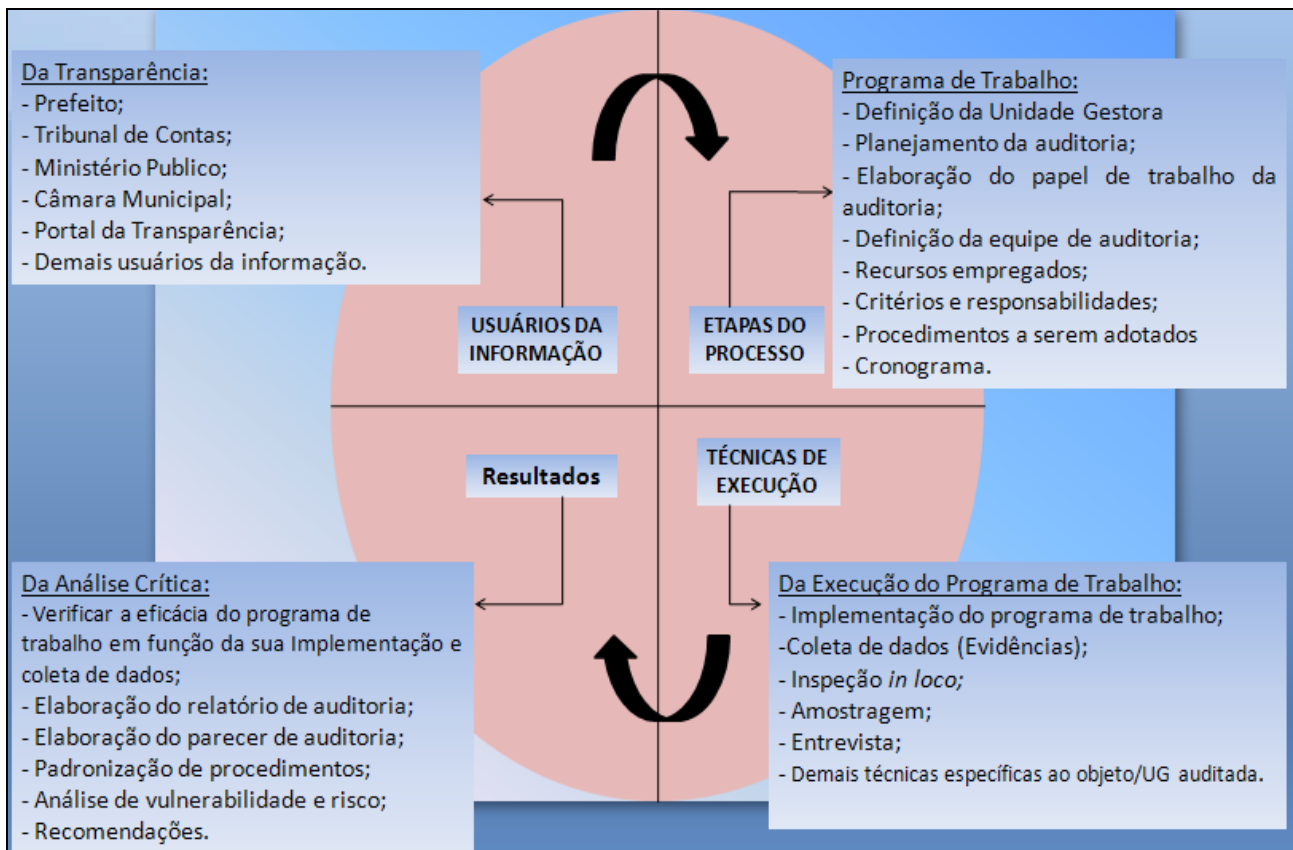 Da Transparência:
- Prefeito;
- Tribunal de Contas;
- Ministério Publico;
- Câmara Municipal;
- Portal da Transparência;
- Demais usuários da informação.
Programa de Trabalho:
- Definição da Unidade Gestora
- Planejamento da auditoria;
- Elaboração do papel de trabalho da
auditoria;
- Definição da equipe de auditoria;
- Recursos empregados;
- Critérios e responsabilidades;
- Procedimentos a serem adotados
- Cronograma.
USUÁRIOS DA
INFORMAÇÃO
ETAPAS DO
PROCESSO
Resultados
TÉCNICAS DE
EXECUÇÃO
Da Análise Crítica:
- Verificar a eficácia do programa de
trabalho em função da sua Implementação e
coleta de dados;
- Elaboração do relatório de auditoria;
- Elaboração do parecer de auditoria;
- Padronização de procedimentos;
- Análise de vulnerabilidade e risco;
- Recomendações.
Da Execução do Programa de Trabalho:
- Implementação do programa de trabalho;
-Coleta de dados (Evidências);
- Inspeção in loco;
- Amostragem;
- Entrevista;
- Demais técnicas específicas ao objeto/UG auditada.